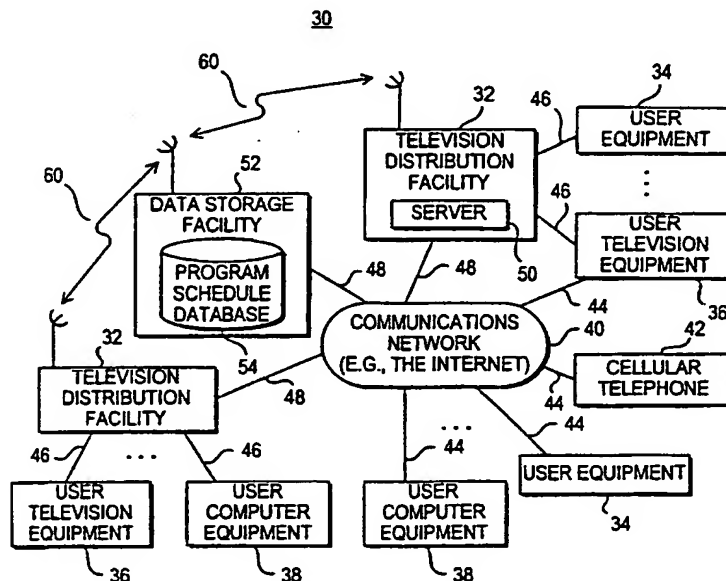 30
60
60
52
DATA STORAGE
FACILITY
PROGRAM
SCHEDULE
DATABASE
54
32
TELEVISION
DISTRIBUTION
FACILITY
SERVER
50
46
34
USER
EQUIPMENT
...
46
USER
TELEVISION
EQUIPMENT
36
48
48
44
COMMUNICATIONS
NETWORK
(E.G., THE INTERNET)
40
42
CELLULAR
TELEPHONE
44
32
TELEVISION
DISTRIBUTION
FACILITY
48
46
...
46
44
...
44
USER
TELEVISION
EQUIPMENT
36
USER
COMPUTER
EQUIPMENT
38
USER
COMPUTER
EQUIPMENT
38
USER EQUIPMENT
34